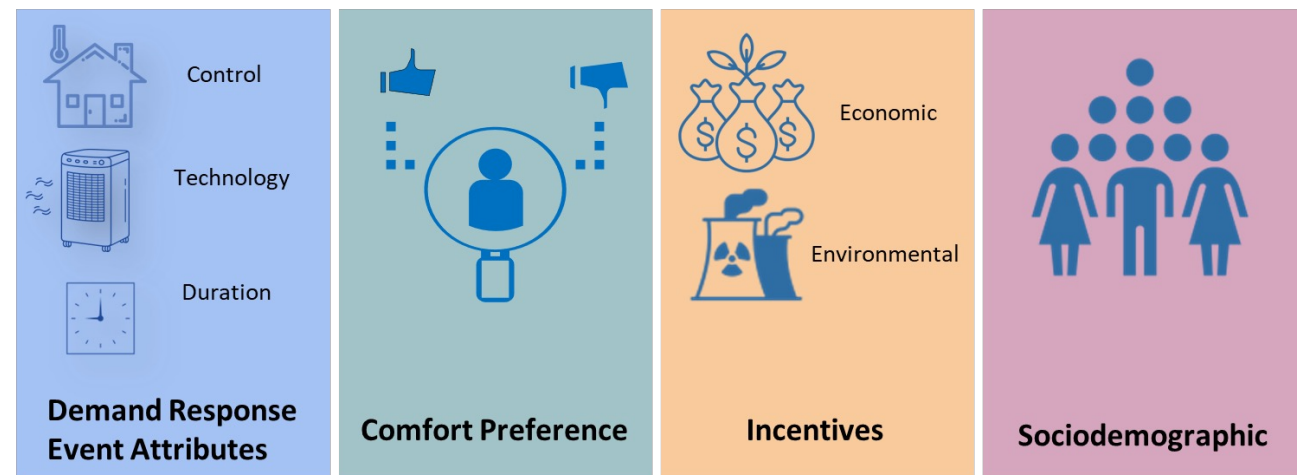 Control
Technology
Duration
Demand Response
Event Attributes
Comfort Preference
$ $ $
Economic
Environmental
Incentives
Sociodemographic